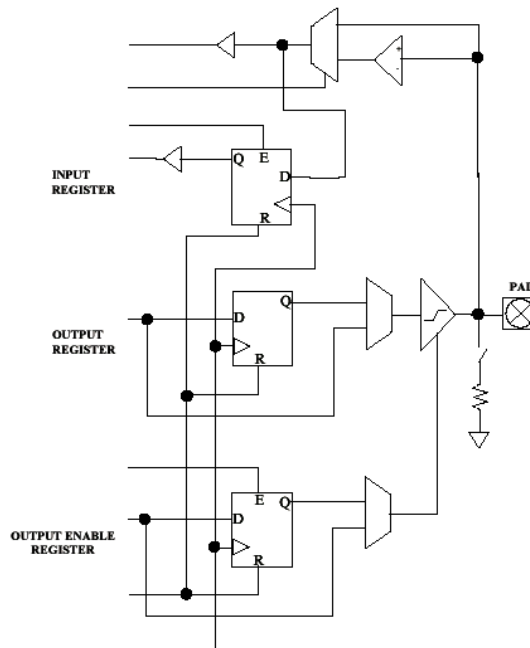 +
-
Q
E
D
R
INPUT
REGISTER
PAD
Q
D
R
OUTPUT
REGISTER
E
Q
D
R
OUTPUT ENABLE
REGISTER